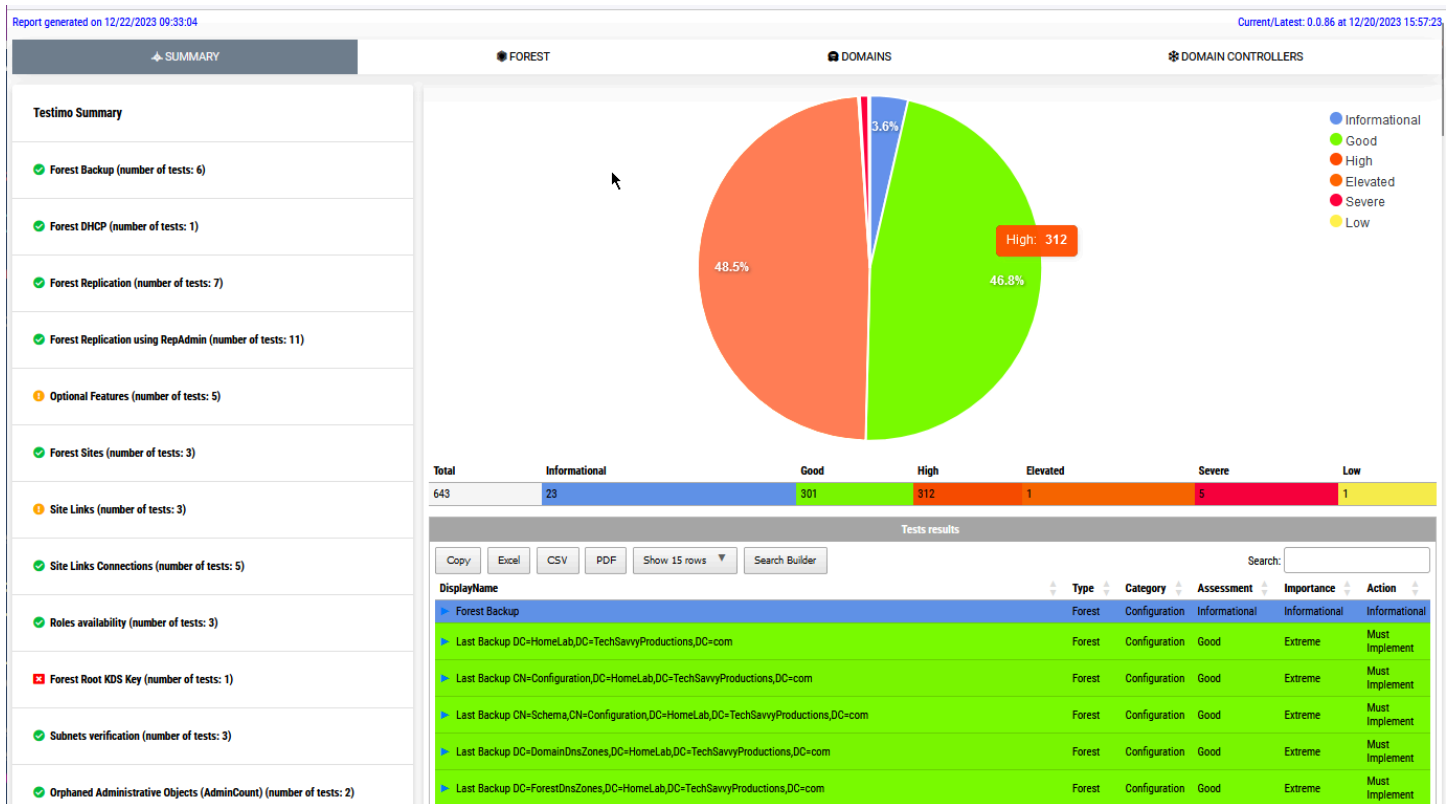 Report generated on 12/22/2023 09:33:04
Current/Latest: 0.0.86 at 12/20/2023 15:57:23
SUMMARY
FOREST
DOMAINS
DOMAIN CONTROLLERS
Testimo Summary
Forest Backup (number of tests: 6)
Forest DHCP (number of tests: 1)
Forest Replication (number of tests: 7)
Forest Replication using RepAdmin (number of tests: 11)
Optional Features (number of tests: 5)
Forest Sites (number of tests: 3)
Site Links (number of tests: 3)
Site Links Connections (number of tests: 5)
Roles availability (number of tests: 3)
Forest Root KDS Key (number of tests: 1)
Subnets verification (number of tests: 3)
Orphaned Administrative Objects (AdminCount) (number of tests: 2)
3.6%
High: 312
48.5%
46.8%
Informational
Good
High
Elevated
Severe
Low
Total Informational Good High Elevated Severe Low
643 23 301 312 1 5 1
Tests results
Copy Excel CSV PDF Show 15 rows Search Builder Search:
DisplayName Type Category Assessment Importance Action
Forest Backup Forest Configuration Informational Informational Informational
Last Backup DC=HomeLab,DC=TechSavvyProductions,DC=com Forest Configuration Good Extreme Must Implement
Last Backup CN=Configuration,DC=HomeLab,DC=TechSavvyProductions,DC=com Forest Configuration Good Extreme Must Implement
Last Backup CN=Schema,CN=Configuration,DC=HomeLab,DC=TechSavvyProductions,DC=com Forest Configuration Good Extreme Must Implement
Last Backup DC=DomainDnsZones,DC=HomeLab,DC=TechSavvyProductions,DC=com Forest Configuration Good Extreme Must Implement
Last Backup DC=ForestDnsZones,DC=HomeLab,DC=TechSavvyProductions,DC=com Forest Configuration Good Extreme Must Implement